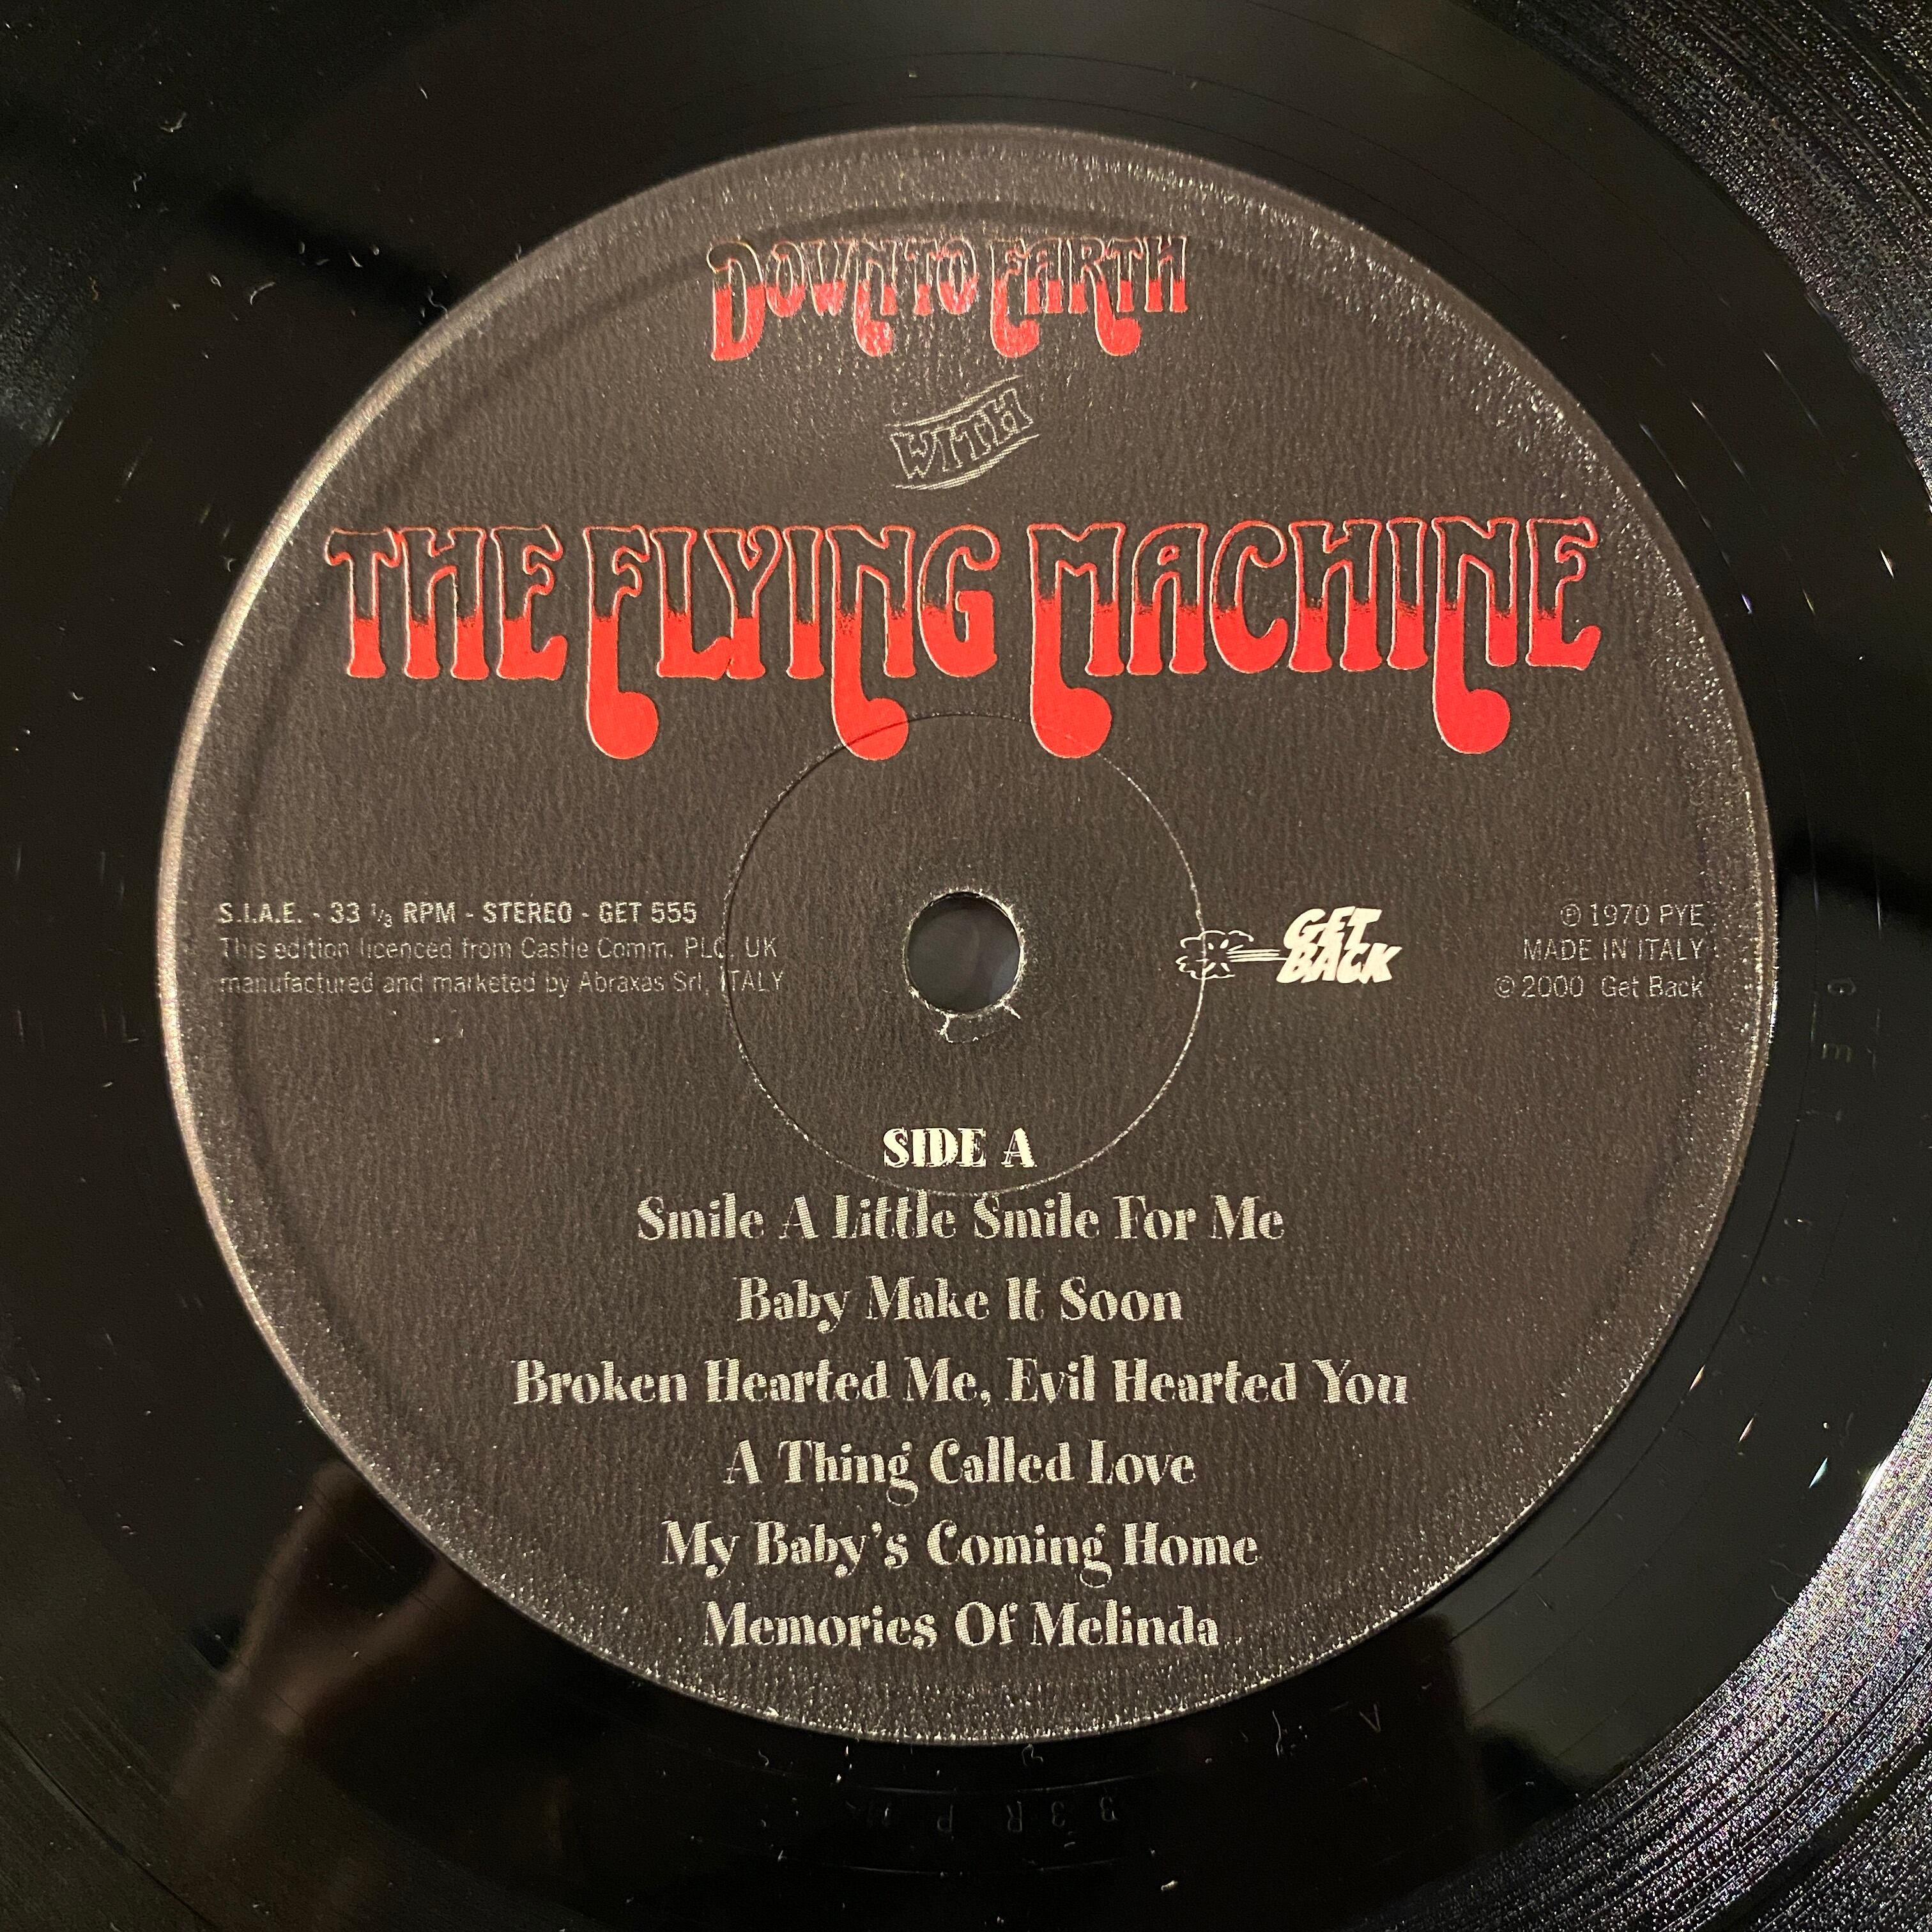 DOWN TO EARTH
WITH
THE FLYING MACHINE
S.I.A.E. - 33 1/3 RPM - STEREO - GET 555
This edition licenced from Castle Comm. PLC, UK
manufactured and marketed by Abraxas Srl, ITALY
GET
BACK
℗ 1970 PYE
MADE IN ITALY
© 2000 Get Back
SIDE A
Smile A Little Smile For Me
Baby Make It Soon
Broken Hearted Me, Evil Hearted You
A Thing Called Love
My Baby's Coming Home
Memories Of Melinda